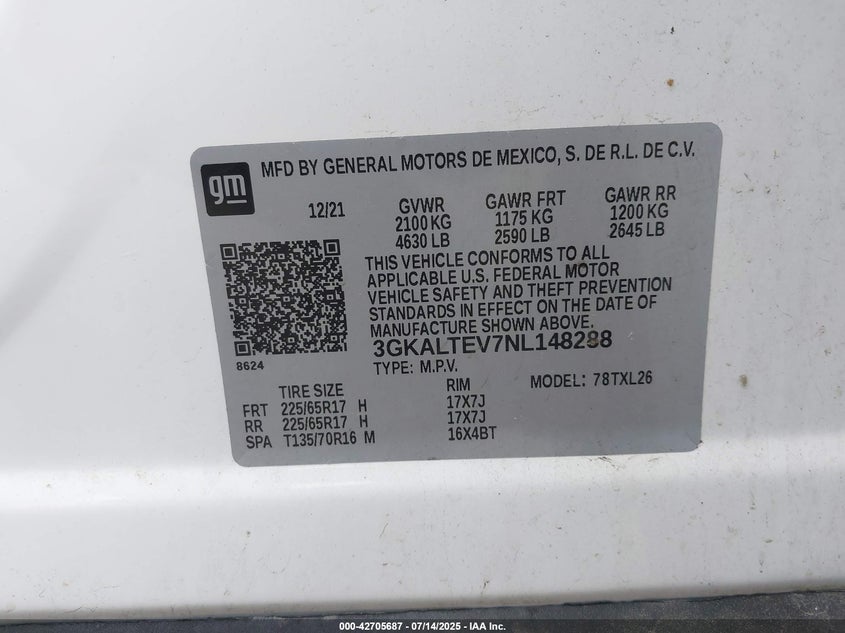 gm
MFD BY GENERAL MOTORS DE MEXICO, S. DE R.L. DE C.V.
12/21
GVWR
2100 KG
4630 LB
GAWR FRT
1175 KG
2590 LB
GAWR RR
1200 KG
2645 LB
THIS VEHICLE CONFORMS TO ALL
APPLICABLE U.S. FEDERAL MOTOR
VEHICLE SAFETY AND THEFT PREVENTION
STANDARDS IN EFFECT ON THE DATE OF
MANUFACTURE SHOWN ABOVE.
3GKALTEV7NL148288
8624
TYPE: M.P.V.
MODEL: 78TXL26
TIRE SIZE RIM
FRT 225/65R17 H 17X7J
RR 225/65R17 H 17X7J
SPA T135/70R16 M 16X4BT
000-42705687 - 07/14/2025 - IAA Inc.